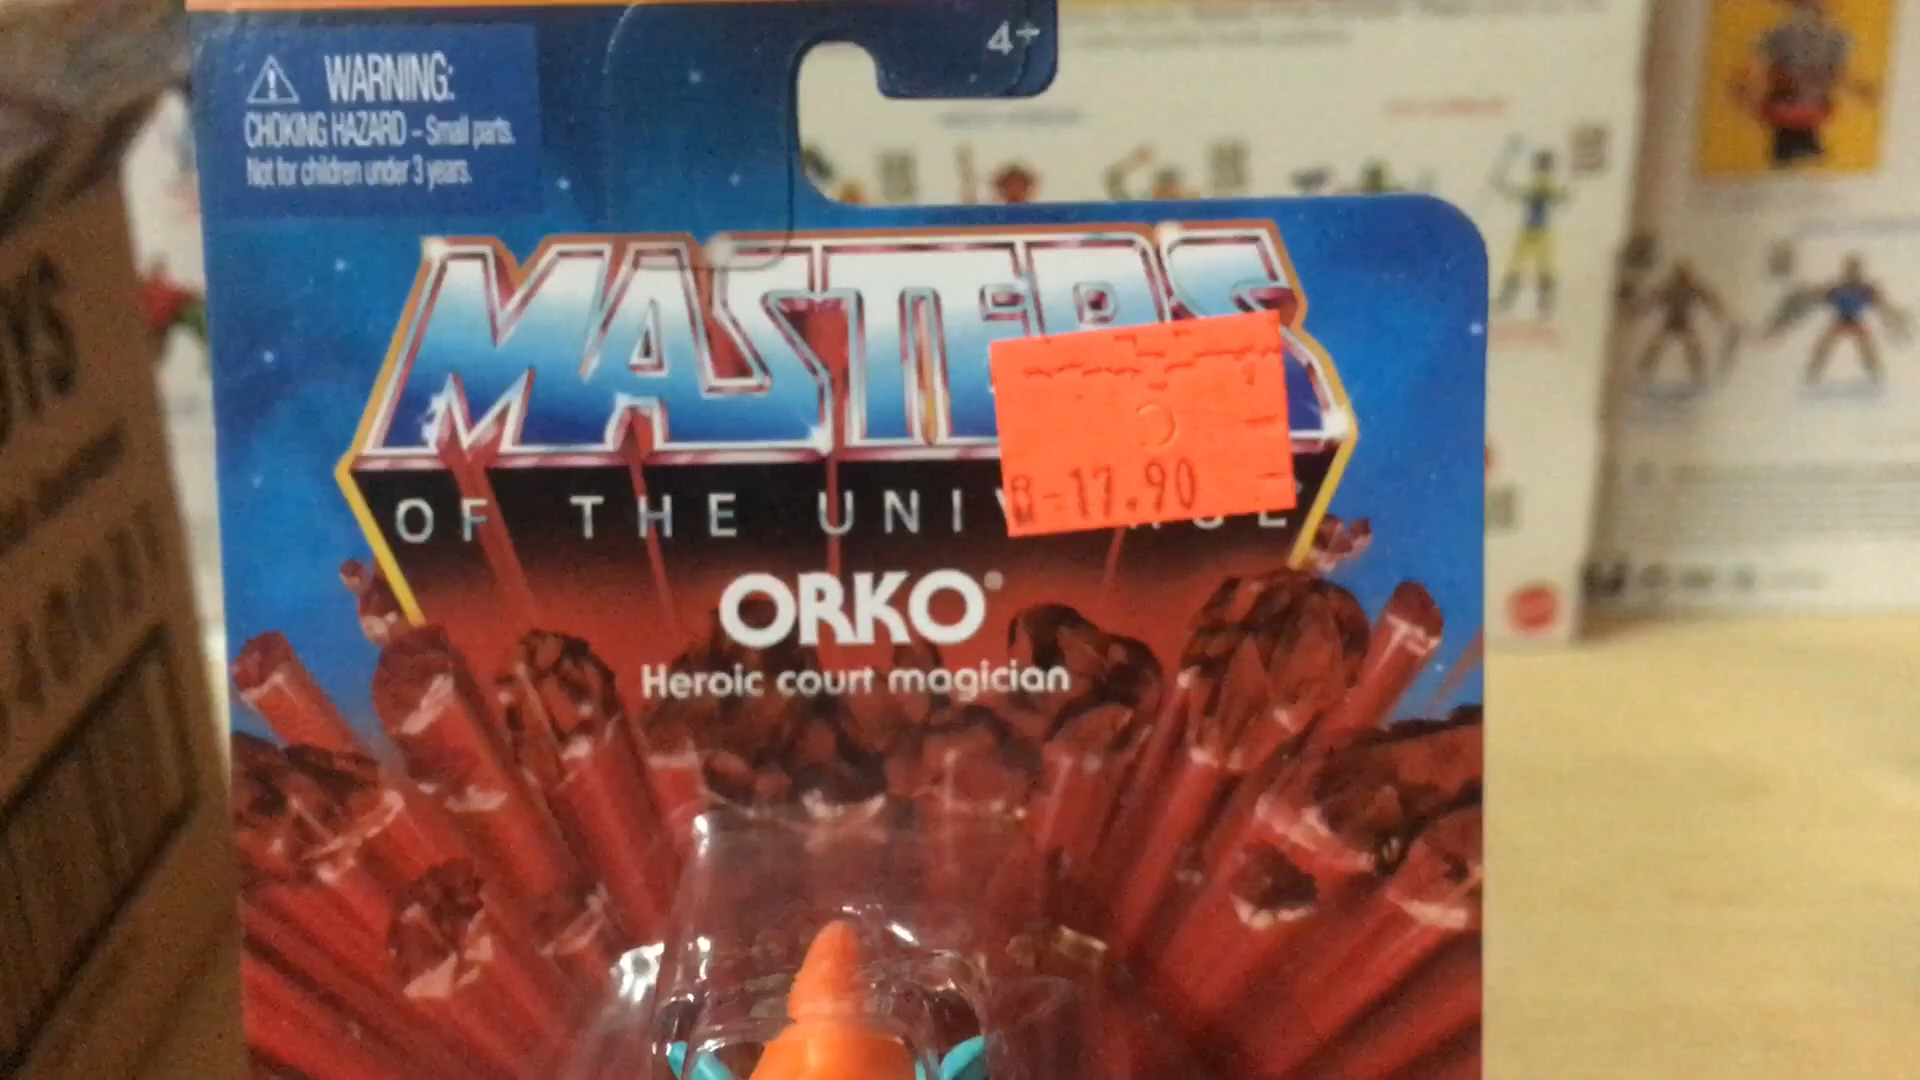 4+
WARNING:
CHOKING HAZARD – Small parts.
Not for children under 3 years.
MASTERS
OF THE UNIVERSE
17.90
ORKO®
Heroic court magician